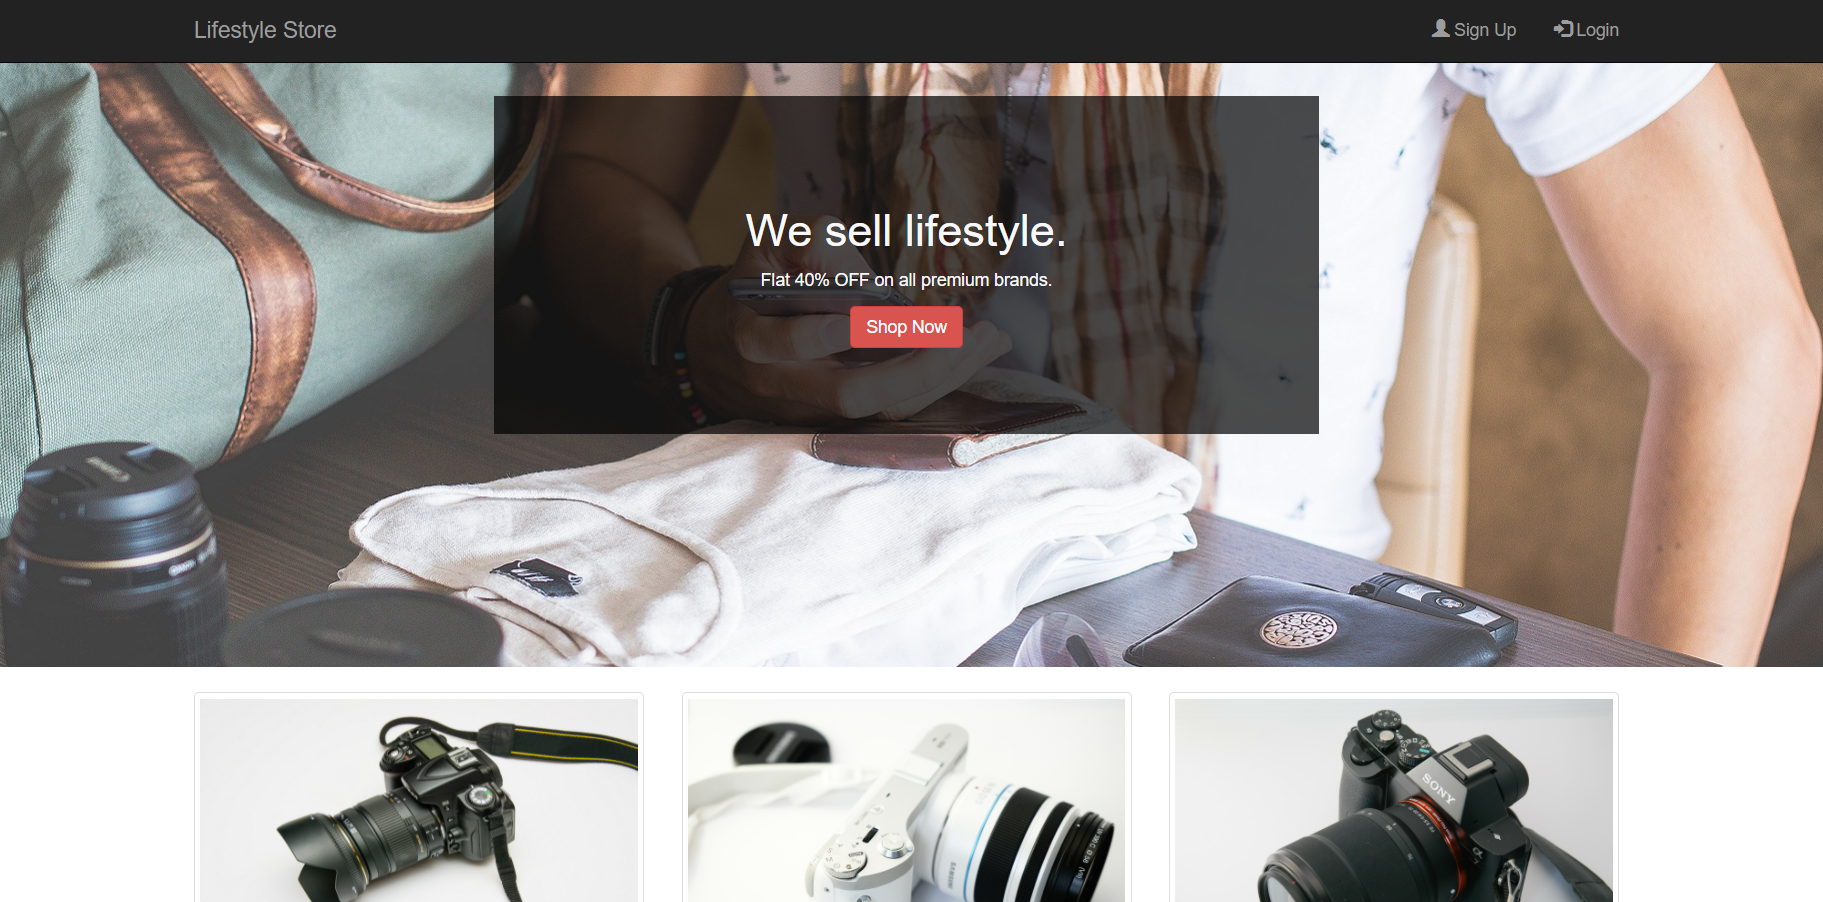 Lifestyle Store
Sign Up
Login
We sell lifestyle.
Flat 40% OFF on all premium brands.
Shop Now
SONY